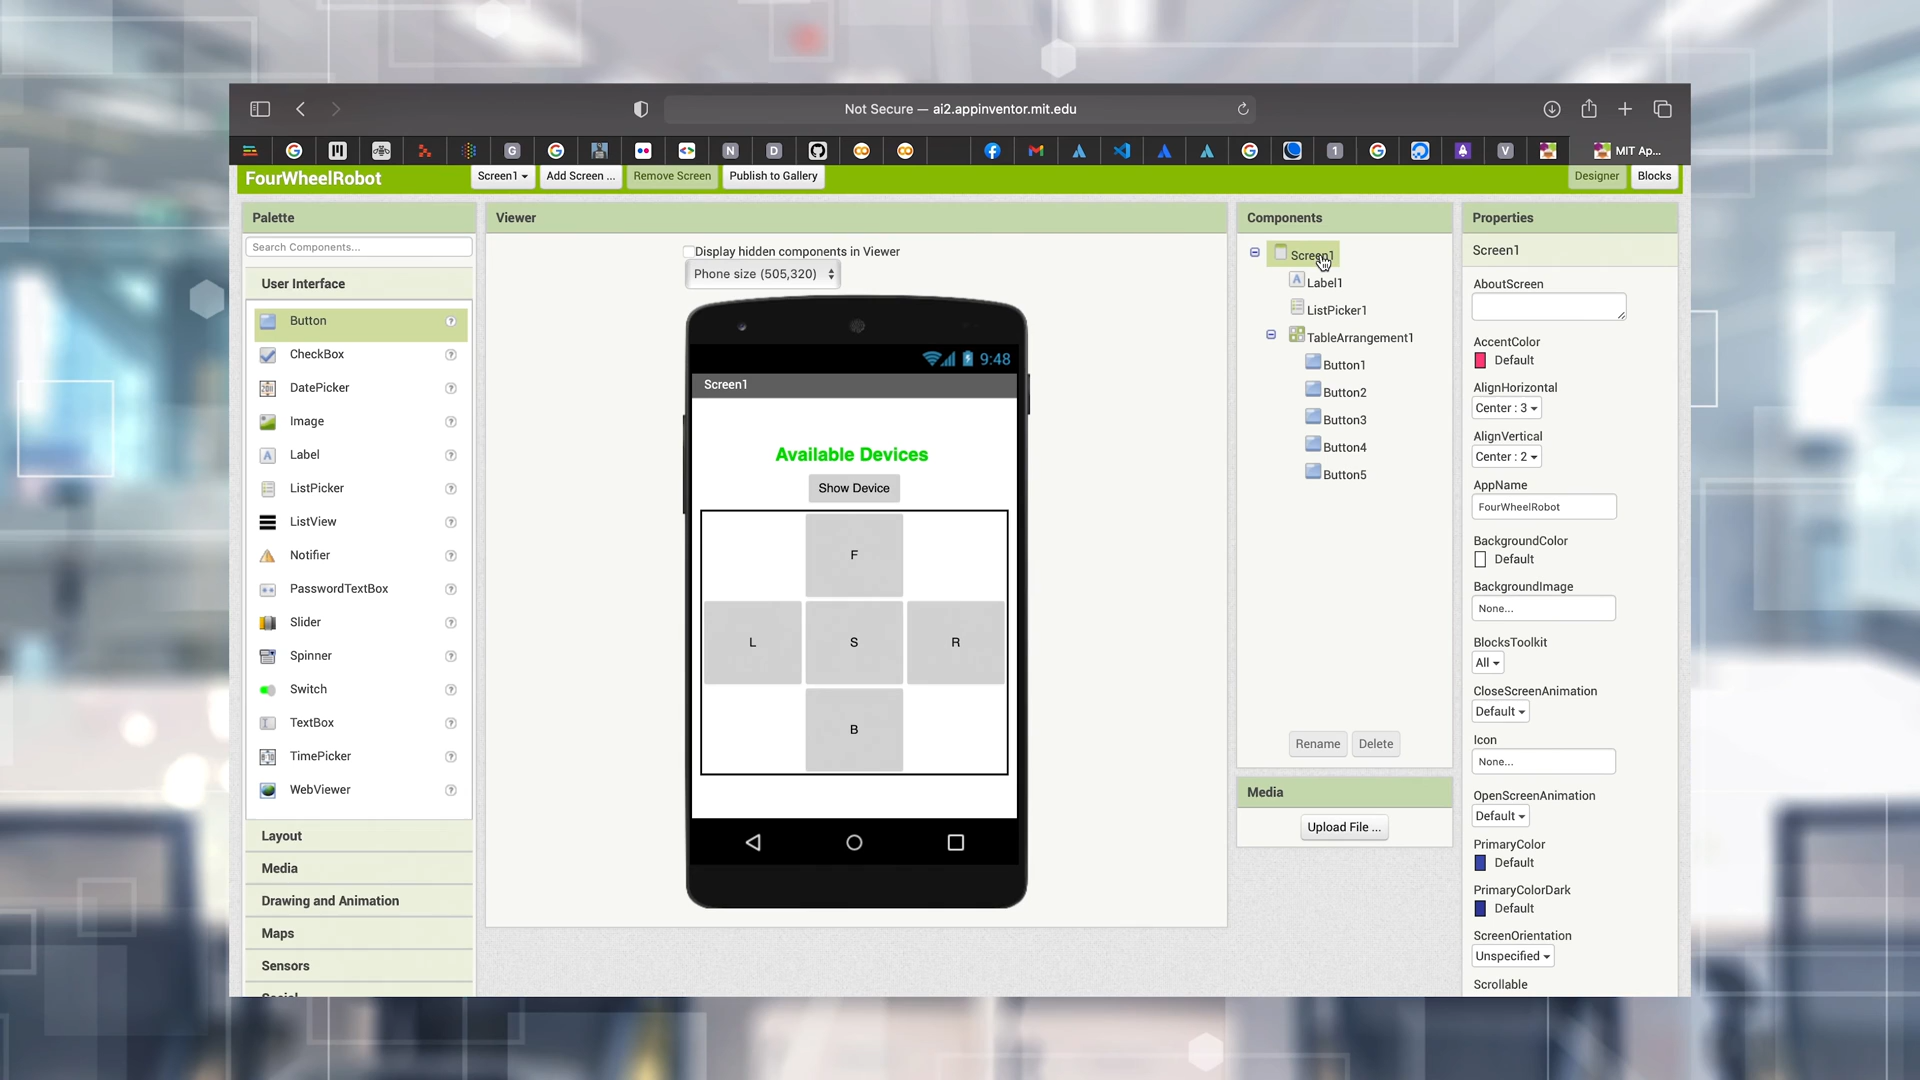 Not Secure — ai2.appinventor.mit.edu
MIT Ap...
FourWheelRobot
Screen1
Add Screen ...
Remove Screen
Publish to Gallery
Designer
Blocks
Palette
Search Components...
User Interface
Button
CheckBox
DatePicker
Image
Label
ListPicker
ListView
Notifier
PasswordTextBox
Slider
Spinner
Switch
TextBox
TimePicker
WebViewer
Layout
Media
Drawing and Animation
Maps
Sensors
Viewer
Display hidden components in Viewer
Phone size (505,320)
9:48
Screen1
Available Devices
Show Device
F
L
S
R
B
Components
Screen1
Label1
ListPicker1
TableArrangement1
Button1
Button2
Button3
Button4
Button5
Rename
Delete
Media
Upload File ...
Properties
Screen1
AboutScreen
AccentColor
Default
AlignHorizontal
Center : 3
AlignVertical
Center : 2
AppName
FourWheelRobot
BackgroundColor
Default
BackgroundImage
None...
BlocksToolkit
All
CloseScreenAnimation
Default
Icon
None...
OpenScreenAnimation
Default
PrimaryColor
Default
PrimaryColorDark
Default
ScreenOrientation
Unspecified
Scrollable